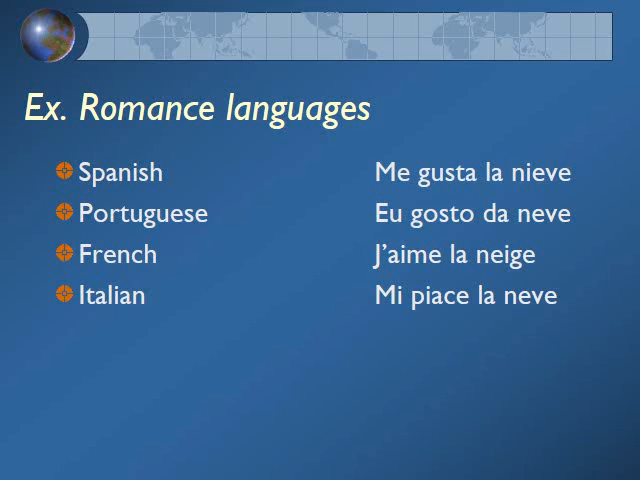 Ex. Romance languages
Spanish Me gusta la nieve
Portuguese Eu gosto da neve
French J’aime la neige
Italian Mi piace la neve